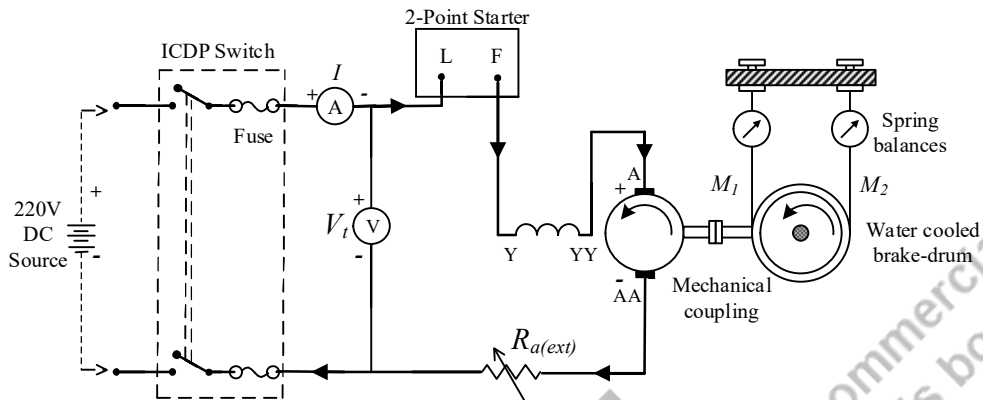 2-Point Starter
L
F
ICDP Switch
I
+
A
-
Fuse
+
220V
DC
Source
-
+
V
Vt
-
Y
YY
A
+
-
AA
Mechanical
coupling
Ra(ext)
Spring
balances
M1
M2
Water cooled
brake-drum